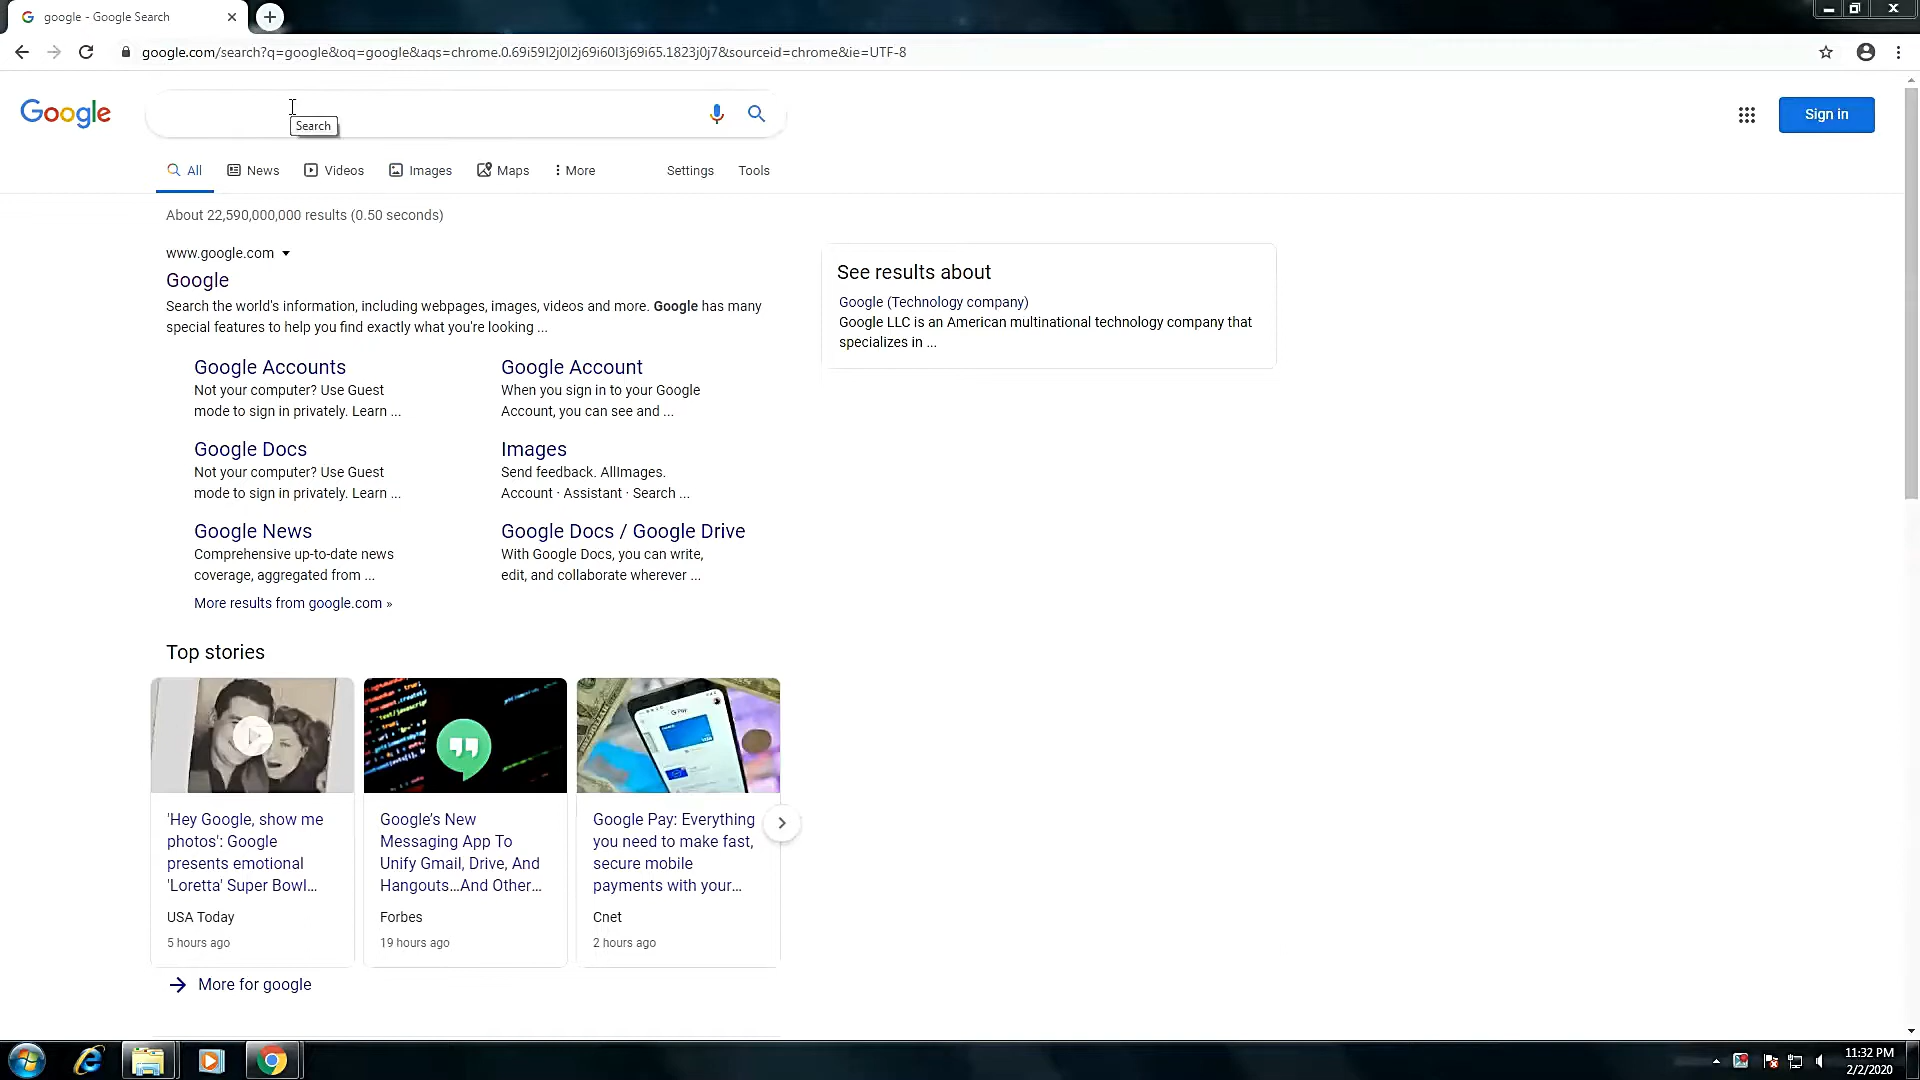 google - Google Search
google.com/search?q=google&oq=google&aqs=chrome.0.69i59l2j0l2j69i60l3j69i65.1823j0j7&sourceid=chrome&ie=UTF-8
Google
Search
Sign in
All News Videos Images Maps More Settings Tools
About 22,590,000,000 results (0.50 seconds)
www.google.com
Google
Search the world's information, including webpages, images, videos and more. Google has many
special features to help you find exactly what you're looking ...
Google Accounts
Not your computer? Use Guest
mode to sign in privately. Learn ...
Google Account
When you sign in to your Google
Account, you can see and ...
Google Docs
Not your computer? Use Guest
mode to sign in privately. Learn ...
Images
Send feedback. AllImages.
Account · Assistant · Search ...
Google News
Comprehensive up-to-date news
coverage, aggregated from ...
Google Docs / Google Drive
With Google Docs, you can write,
edit, and collaborate wherever ...
More results from google.com »
See results about
Google (Technology company)
Google LLC is an American multinational technology company that
specializes in ...
Top stories
'Hey Google, show me
photos': Google
presents emotional
'Loretta' Super Bowl...
USA Today
5 hours ago
Google's New
Messaging App To
Unify Gmail, Drive, And
Hangouts...And Other...
Forbes
19 hours ago
G Pay
Google Pay: Everything
you need to make fast,
secure mobile
payments with your...
Cnet
2 hours ago
More for google
11:32 PM
2/2/2020